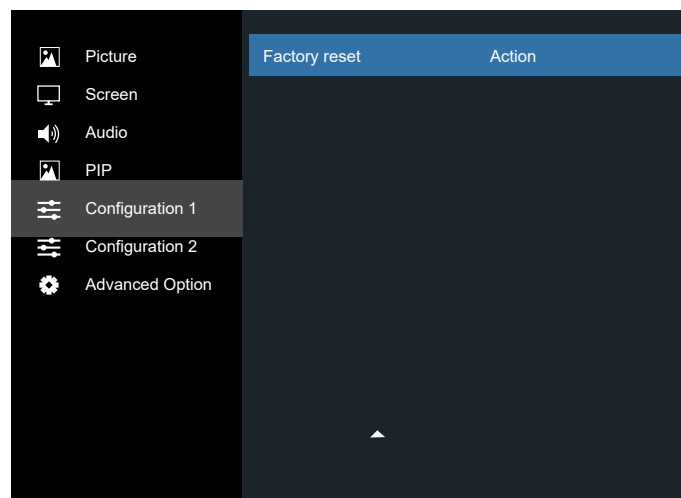 Picture
Screen
Audio
PIP
Configuration 1
Configuration 2
Advanced Option
Factory reset Action